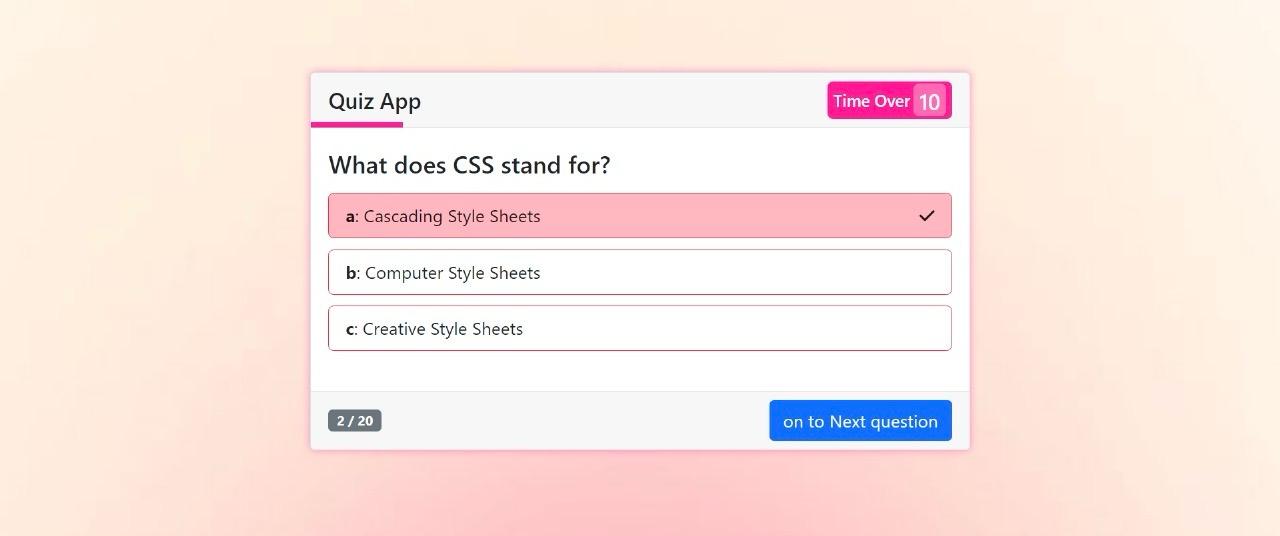 Quiz App
Time Over 10
What does CSS stand for?
a: Cascading Style Sheets
b: Computer Style Sheets
c: Creative Style Sheets
2 / 20
on to Next question